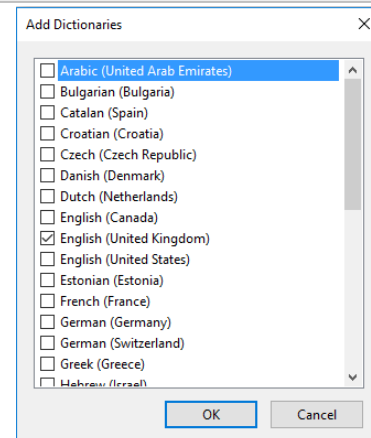 Add Dictionaries
Arabic (United Arab Emirates)
Bulgarian (Bulgaria)
Catalan (Spain)
Croatian (Croatia)
Czech (Czech Republic)
Danish (Denmark)
Dutch (Netherlands)
English (Canada)
English (United Kingdom)
English (United States)
Estonian (Estonia)
French (France)
German (Germany)
German (Switzerland)
Greek (Greece)
Hebrew (Israel)
OK Cancel